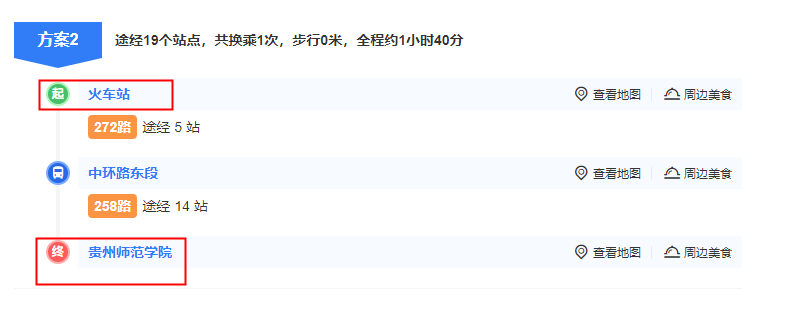 方案2 途经19个站点，共换乘1次，步行0米，全程约1小时40分
起 火车站 查看地图 周边美食
272路 途经 5 站
中环路东段 查看地图 周边美食
258路 途经 14 站
终 贵州师范学院 查看地图 周边美食